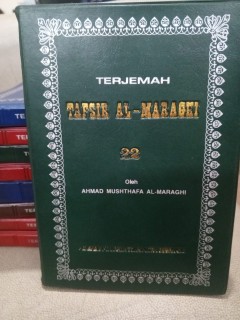 TERJEMAH
TAFSIR AL-MARAGHI
22
Oleh
AHMAD MUSHTHAFA AL-MARAGHI